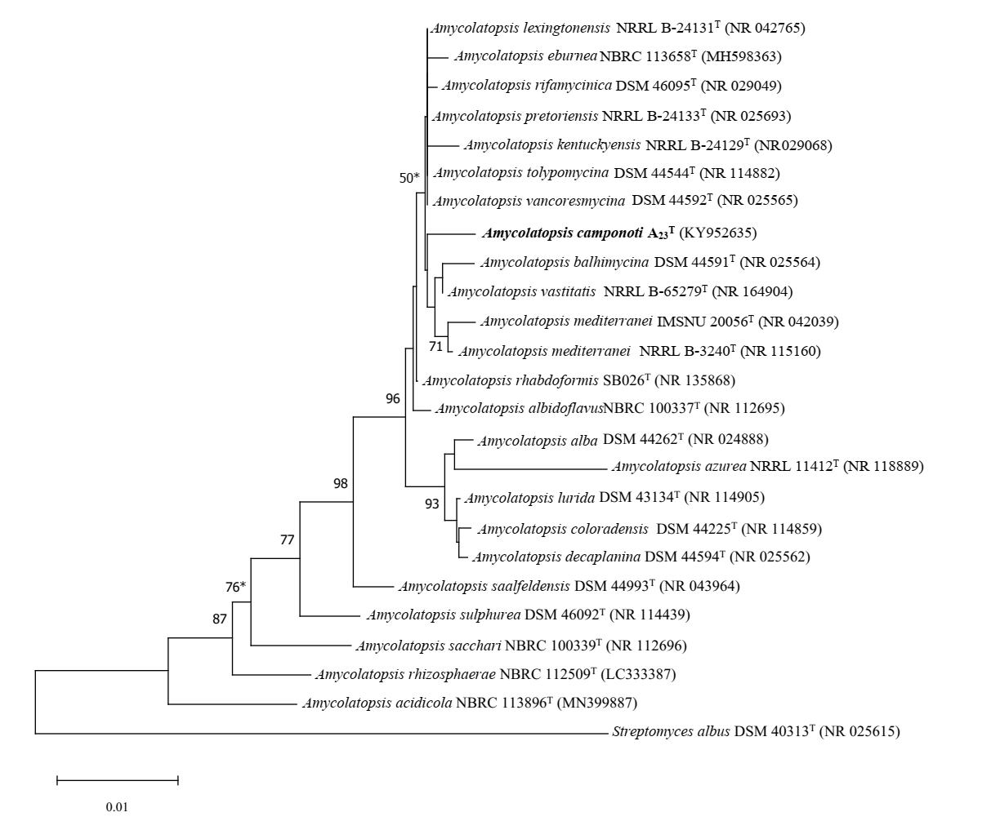 Amycolatopsis lexingtonensis NRRL B-24131ᵀ (NR 042765)
Amycolatopsis eburnea NBRC 113658ᵀ (MH598363)
Amycolatopsis rifamycinica DSM 46095ᵀ (NR 029049)
Amycolatopsis pretoriensis NRRL B-24133ᵀ (NR 025693)
Amycolatopsis kentuckyensis NRRL B-24129ᵀ (NR029068)
Amycolatopsis tolypomycina DSM 44544ᵀ (NR 114882)
50*
Amycolatopsis vancoresmycina DSM 44592ᵀ (NR 025565)
Amycolatopsis camponoti A₂₃ᵀ (KY952635)
Amycolatopsis balhimycina DSM 44591ᵀ (NR 025564)
Amycolatopsis vastitatis NRRL B-65279ᵀ (NR 164904)
Amycolatopsis mediterranei IMSNU 20056ᵀ (NR 042039)
71
Amycolatopsis mediterranei NRRL B-3240ᵀ (NR 115160)
Amycolatopsis rhabdoformis SB026ᵀ (NR 135868)
96
Amycolatopsis albidoflavusNBRC 100337ᵀ (NR 112695)
Amycolatopsis alba DSM 44262ᵀ (NR 024888)
Amycolatopsis azurea NRRL 11412ᵀ (NR 118889)
98
Amycolatopsis lurida DSM 43134ᵀ (NR 114905)
93
Amycolatopsis coloradensis DSM 44225ᵀ (NR 114859)
77
Amycolatopsis decaplanina DSM 44594ᵀ (NR 025562)
Amycolatopsis saalfeldensis DSM 44993ᵀ (NR 043964)
76*
Amycolatopsis sulphurea DSM 46092ᵀ (NR 114439)
87
Amycolatopsis sacchari NBRC 100339ᵀ (NR 112696)
Amycolatopsis rhizosphaerae NBRC 112509ᵀ (LC333387)
Amycolatopsis acidicola NBRC 113896ᵀ (MN399887)
Streptomyces albus DSM 40313ᵀ (NR 025615)
0.01